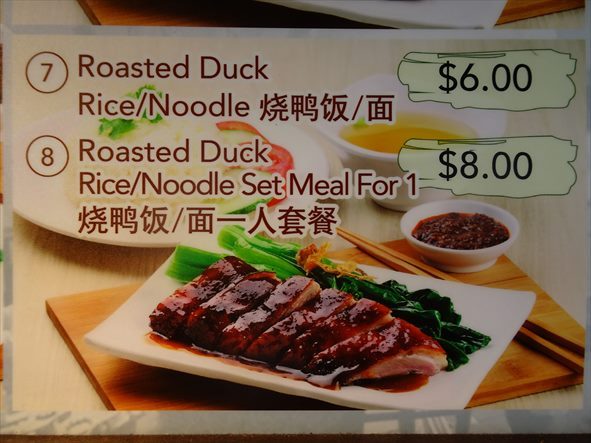 7 Roasted Duck
Rice/Noodle 烧鸭饭/面
$6.00
8 Roasted Duck
Rice/Noodle Set Meal For 1
烧鸭饭/面一人套餐
$8.00